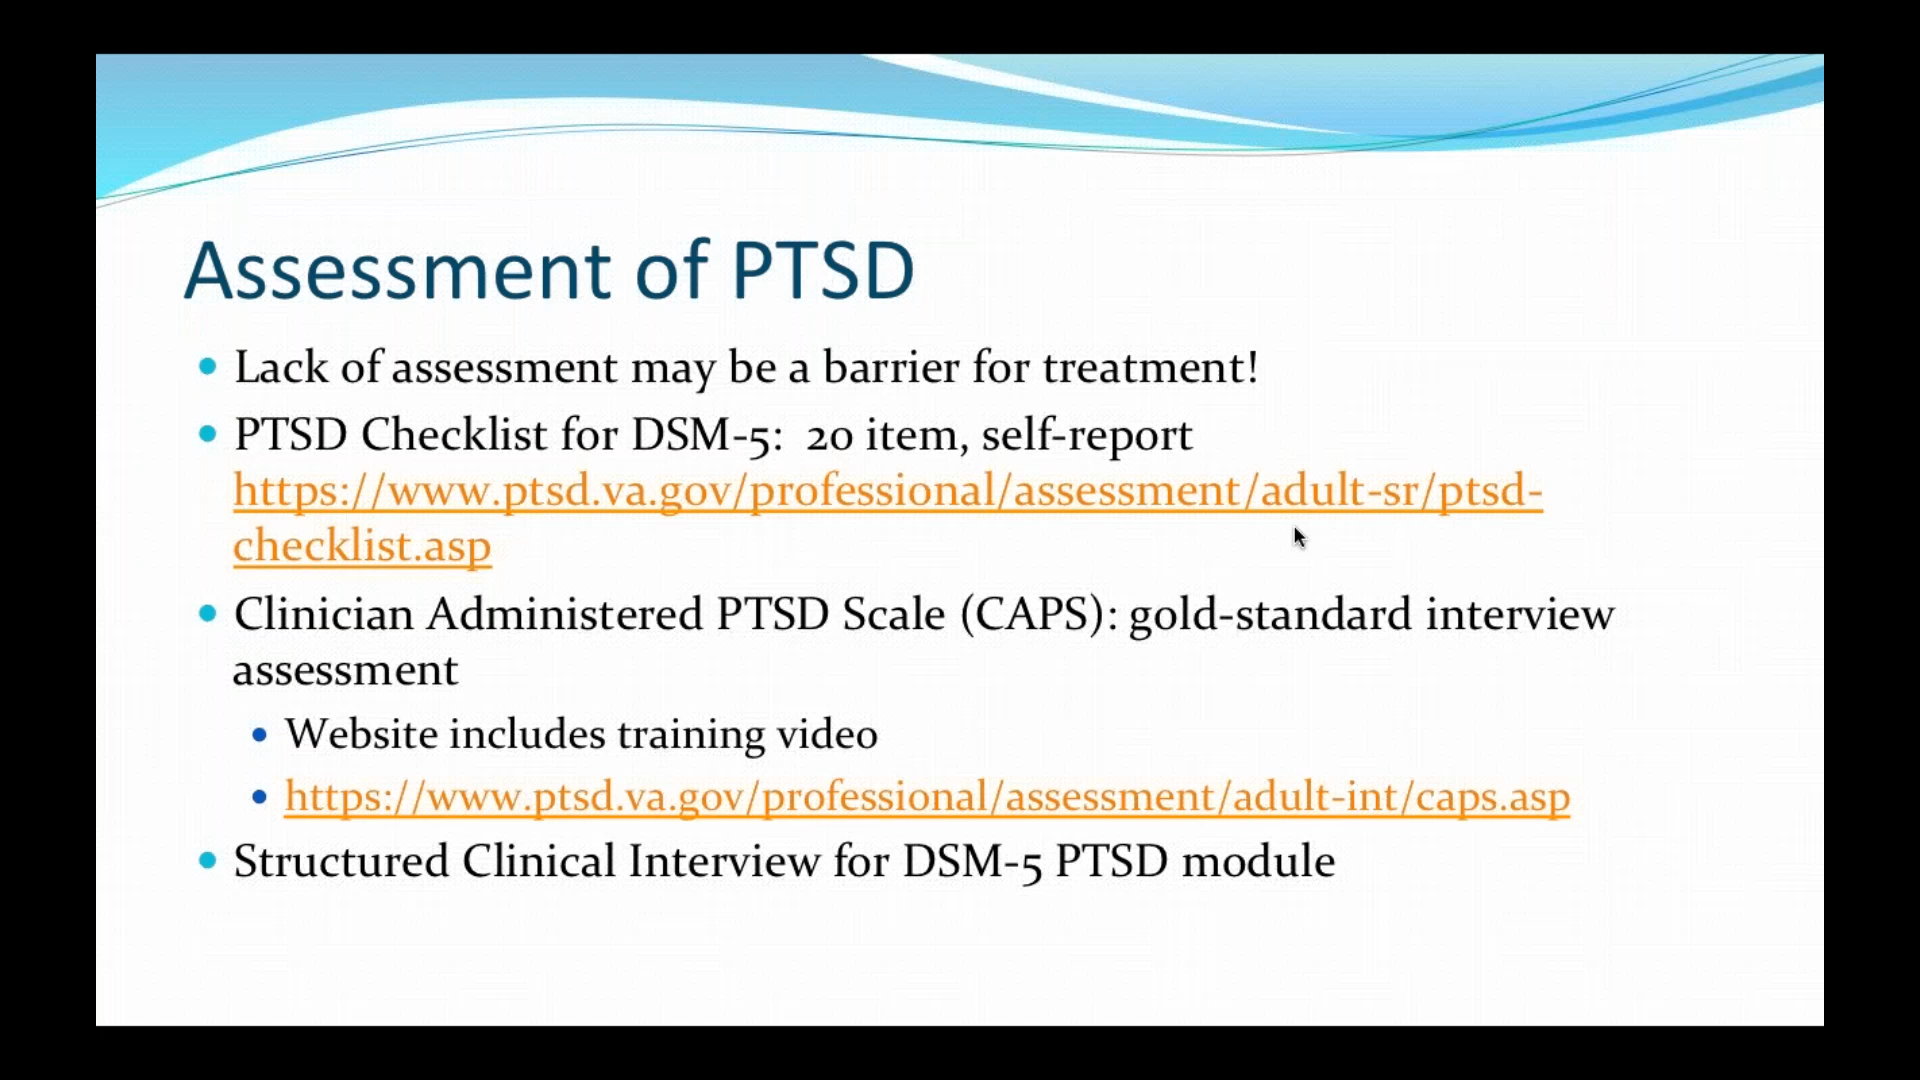 Assessment of PTSD
Lack of assessment may be a barrier for treatment!
PTSD Checklist for DSM-5:  20 item, self-report
https://www.ptsd.va.gov/professional/assessment/adult-sr/ptsd-
checklist.asp
Clinician Administered PTSD Scale (CAPS): gold-standard interview
assessment
Website includes training video
https://www.ptsd.va.gov/professional/assessment/adult-int/caps.asp
Structured Clinical Interview for DSM-5 PTSD module